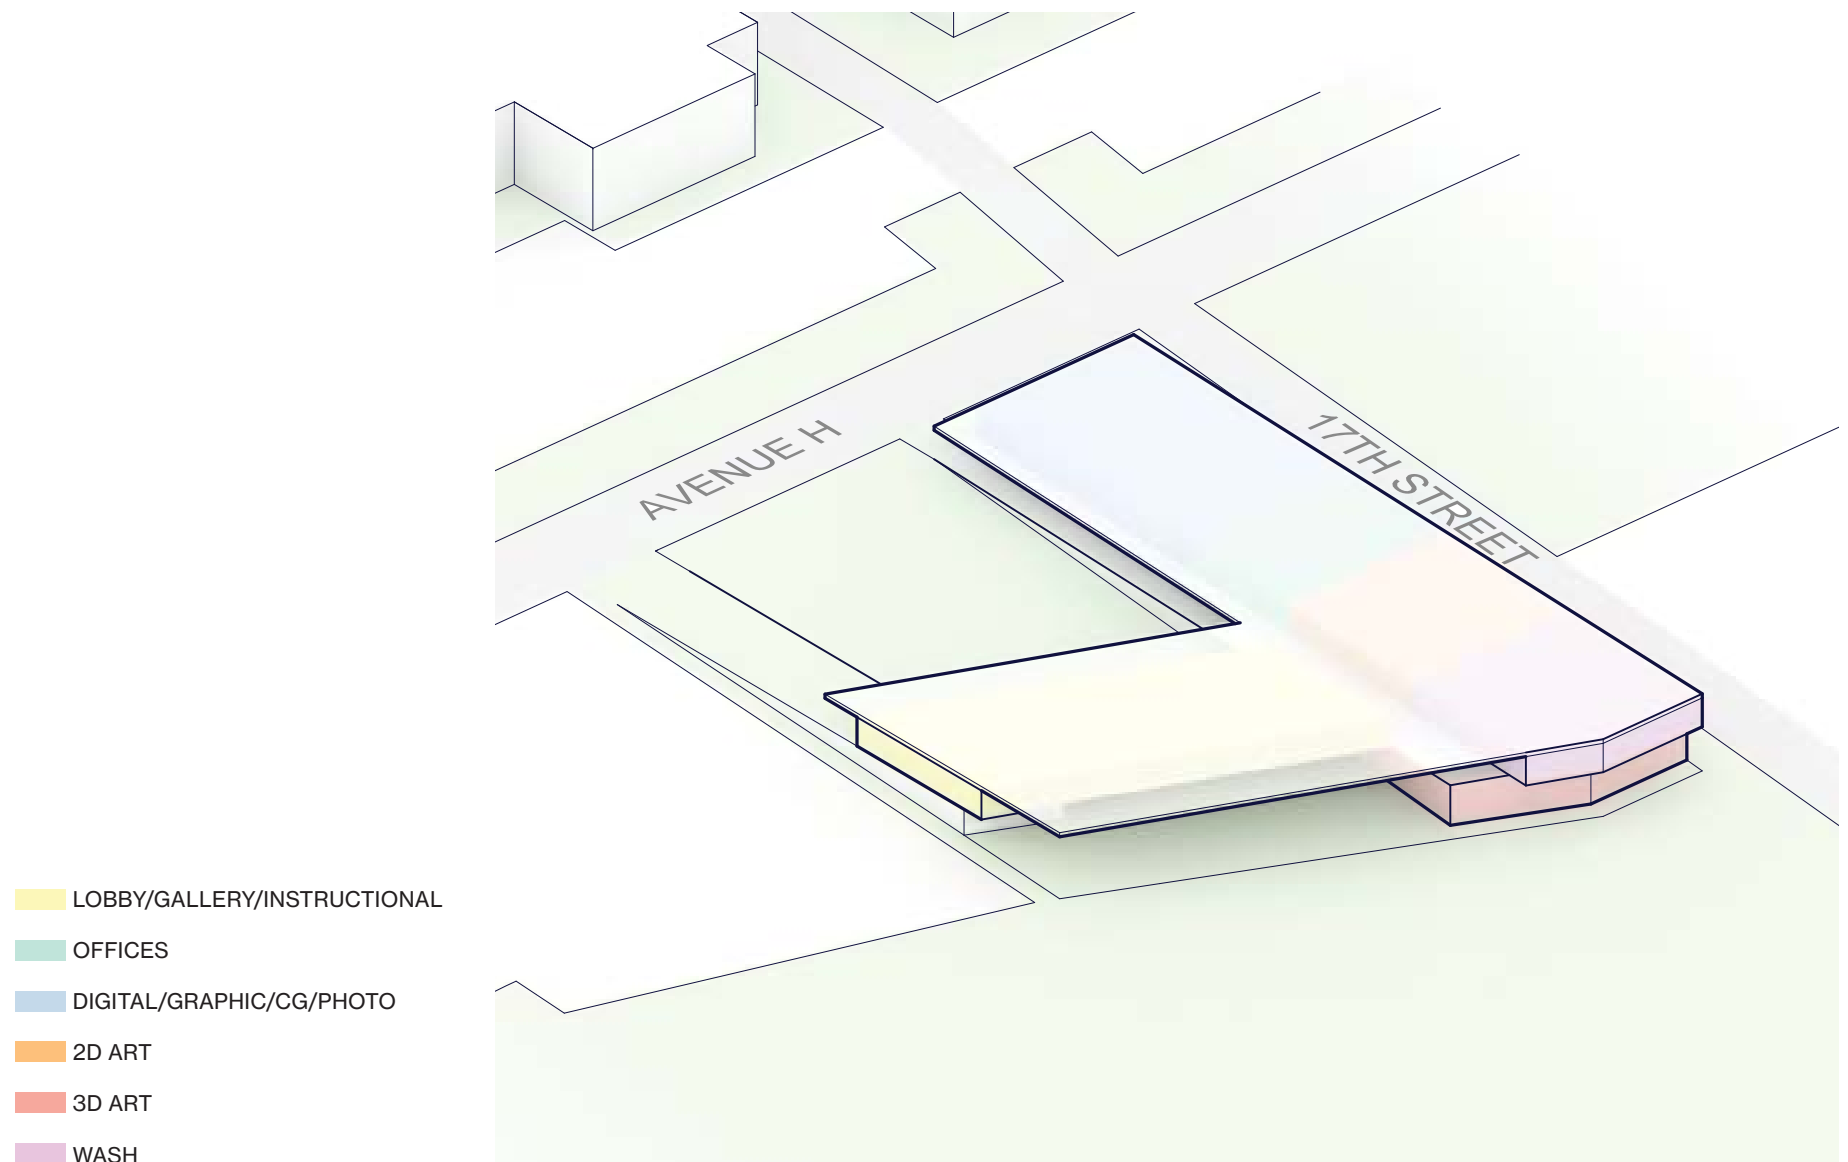 AVENUE H
17TH STREET
LOBBY/GALLERY/INSTRUCTIONAL
OFFICES
DIGITAL/GRAPHIC/CG/PHOTO
2D ART
3D ART
WASH